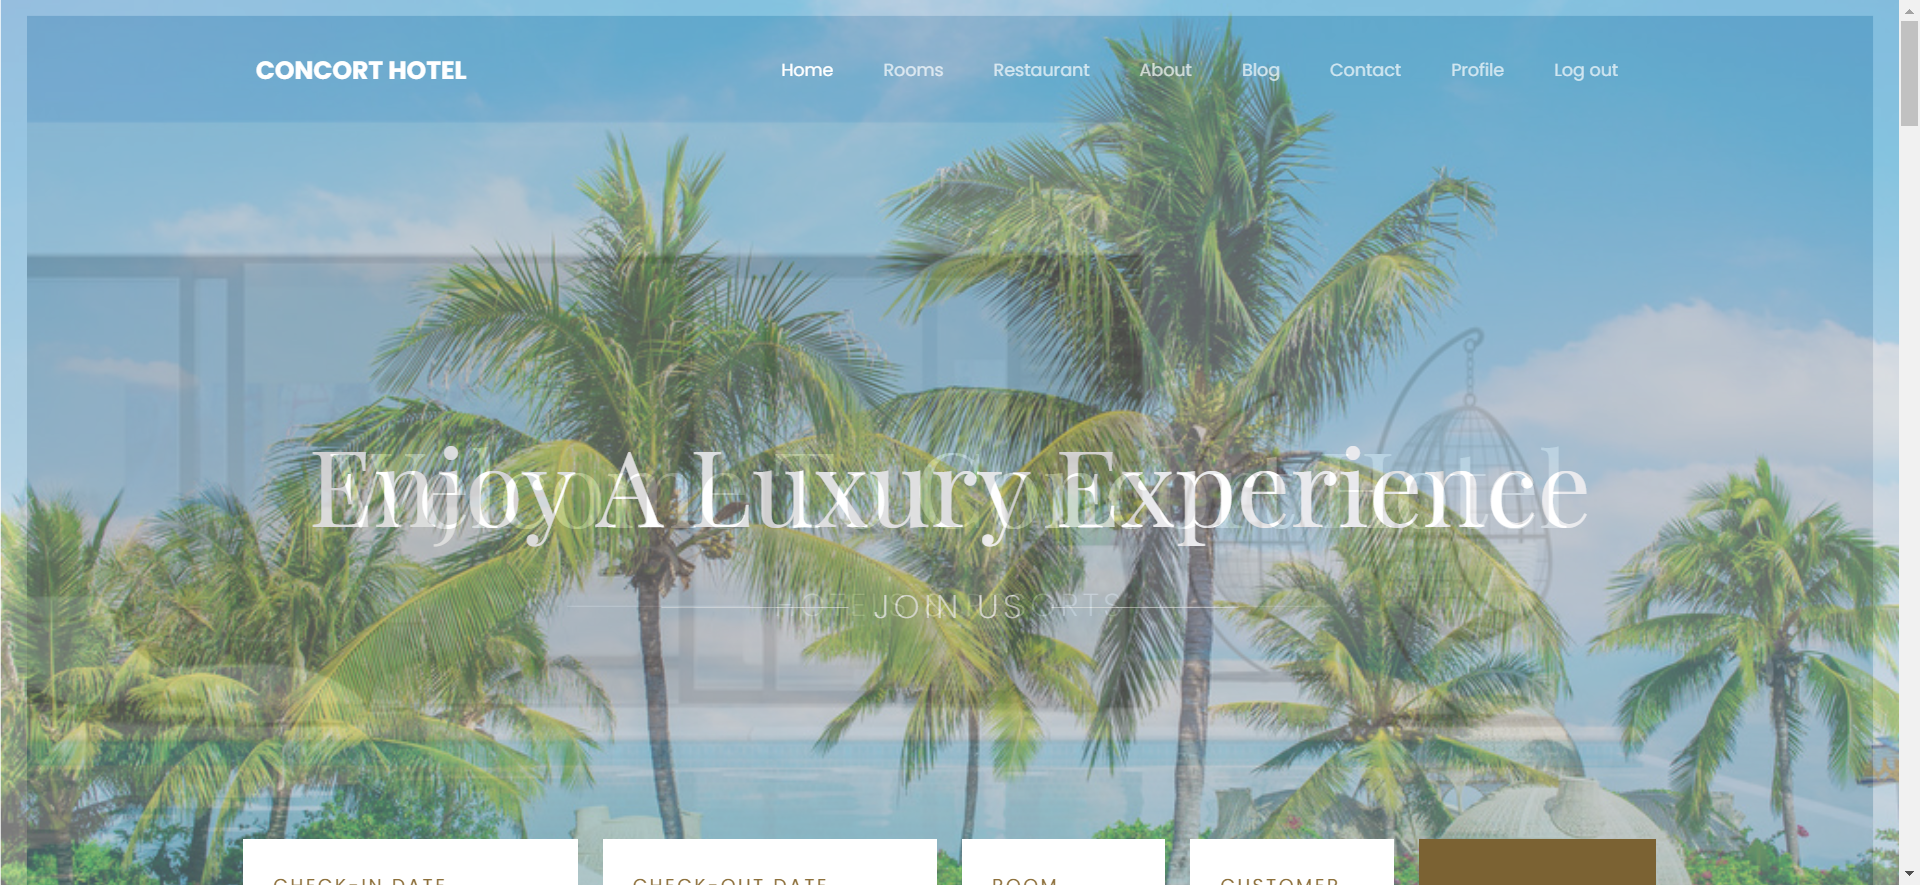 CONCORT HOTEL
Home Rooms Restaurant About Blog Contact Profile Log out
Enjoy A Luxury Experience
JOIN US
CHECK-IN DATE CHECK-OUT DATE ROOM CUSTOMER